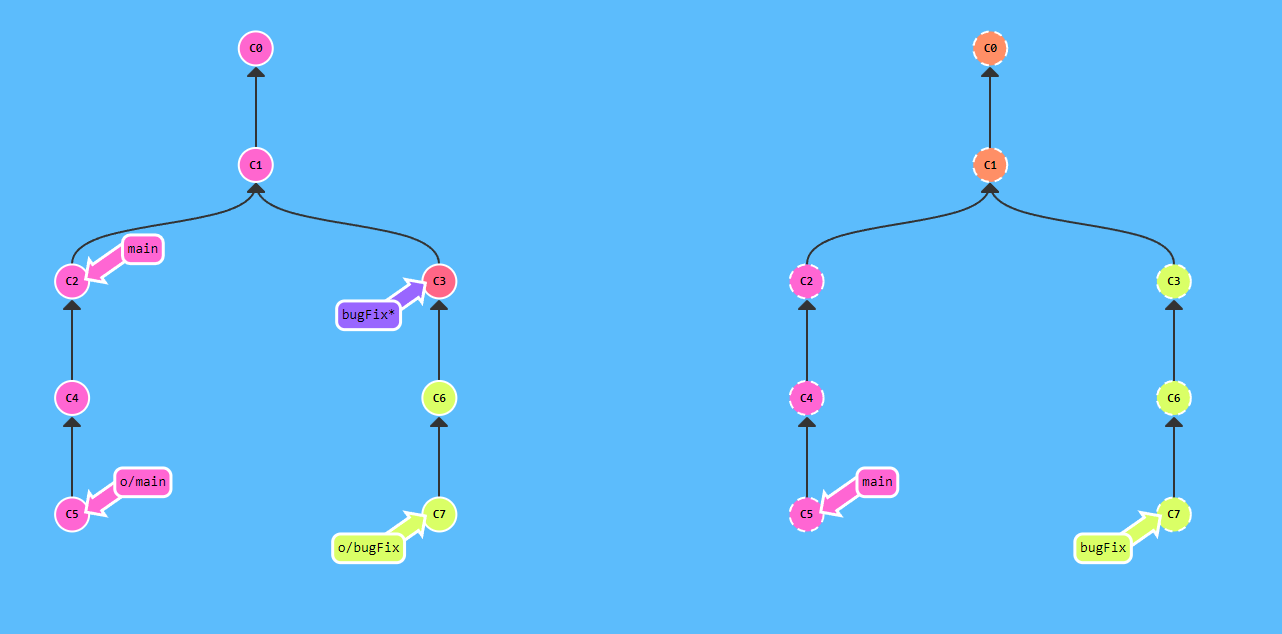 C0
C0
C1
C1
main
C2
C3
bugFix*
C2
C3
C4
C6
C4
C6
o/main
main
C5
C7
o/bugFix
C5
C7
bugFix